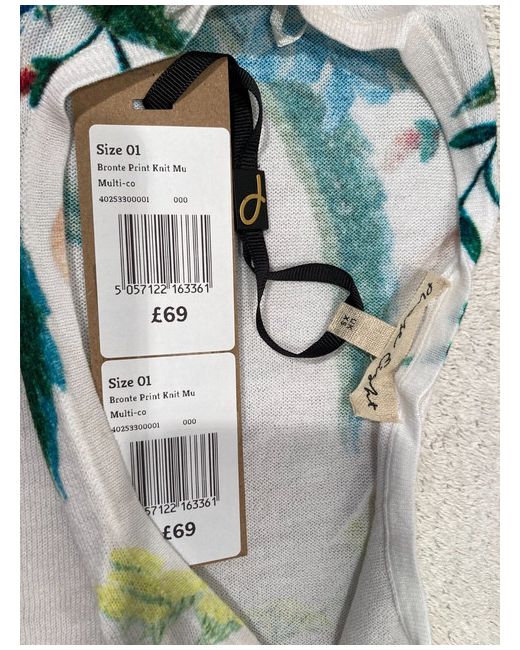 Size 01
Bronte Print Knit Mu
Multi-co
40253300001 000
5 057122 163361
£69
Size 01
Bronte Print Knit Mu
Multi-co
40253300001 000
57122 163361
£69